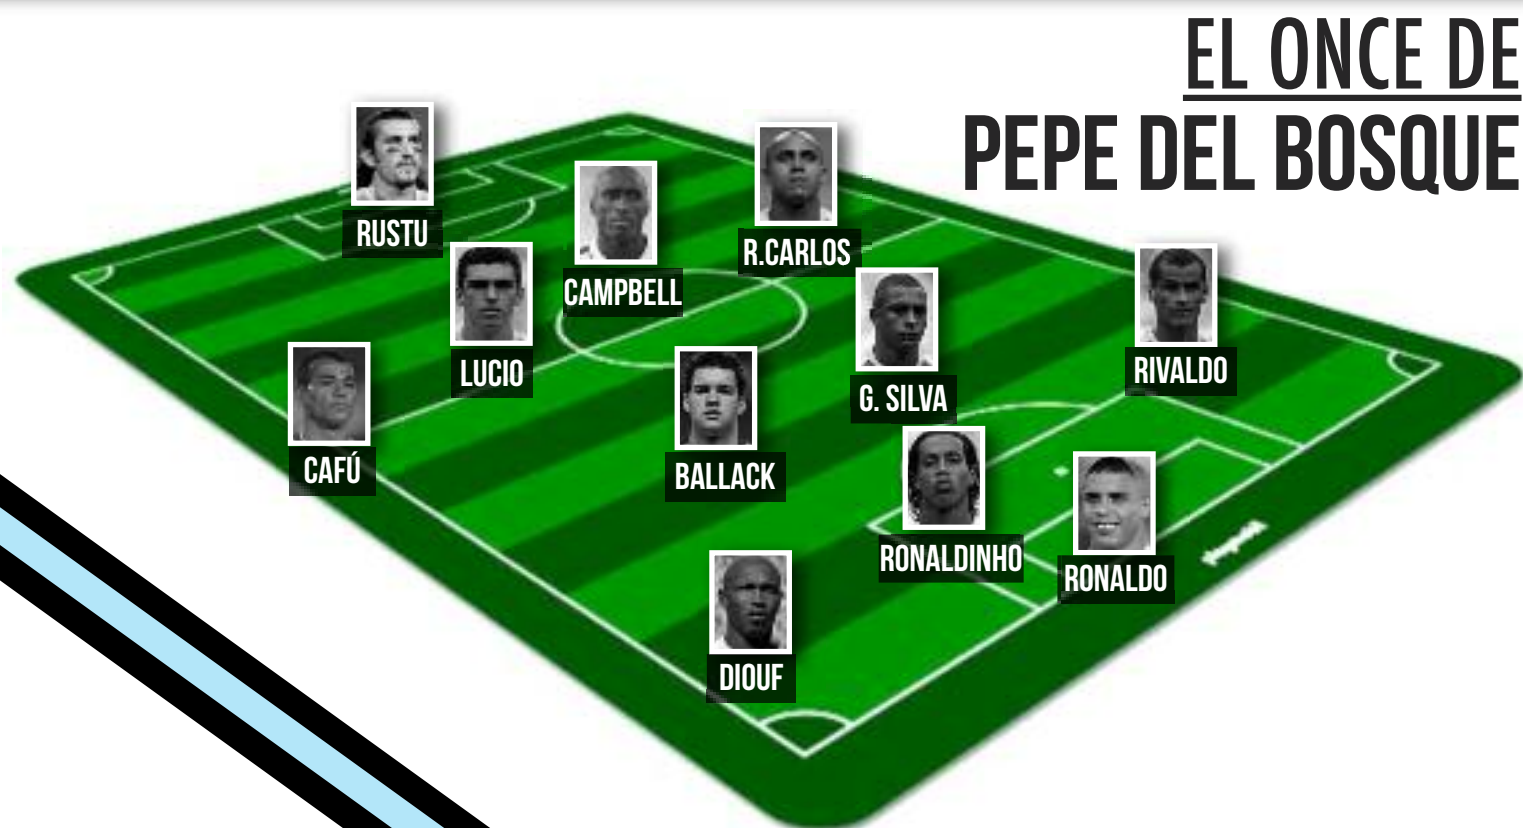 EL ONCE DE
PEPE DEL BOSQUE
RUSTU
CAMPBELL
R.CARLOS
LUCIO
CAFÚ
BALLACK
G. SILVA
RIVALDO
RONALDINHO
RONALDO
DIOUF